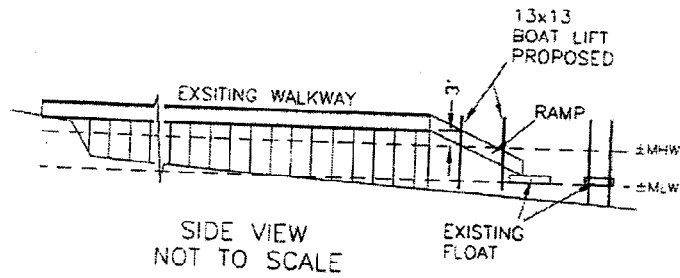 13x13
BOAT LIFT
PROPOSED
EXSITING WALKWAY
3'
RAMP
±MHW
±MLW
EXISTING
FLOAT
SIDE VIEW
NOT TO SCALE